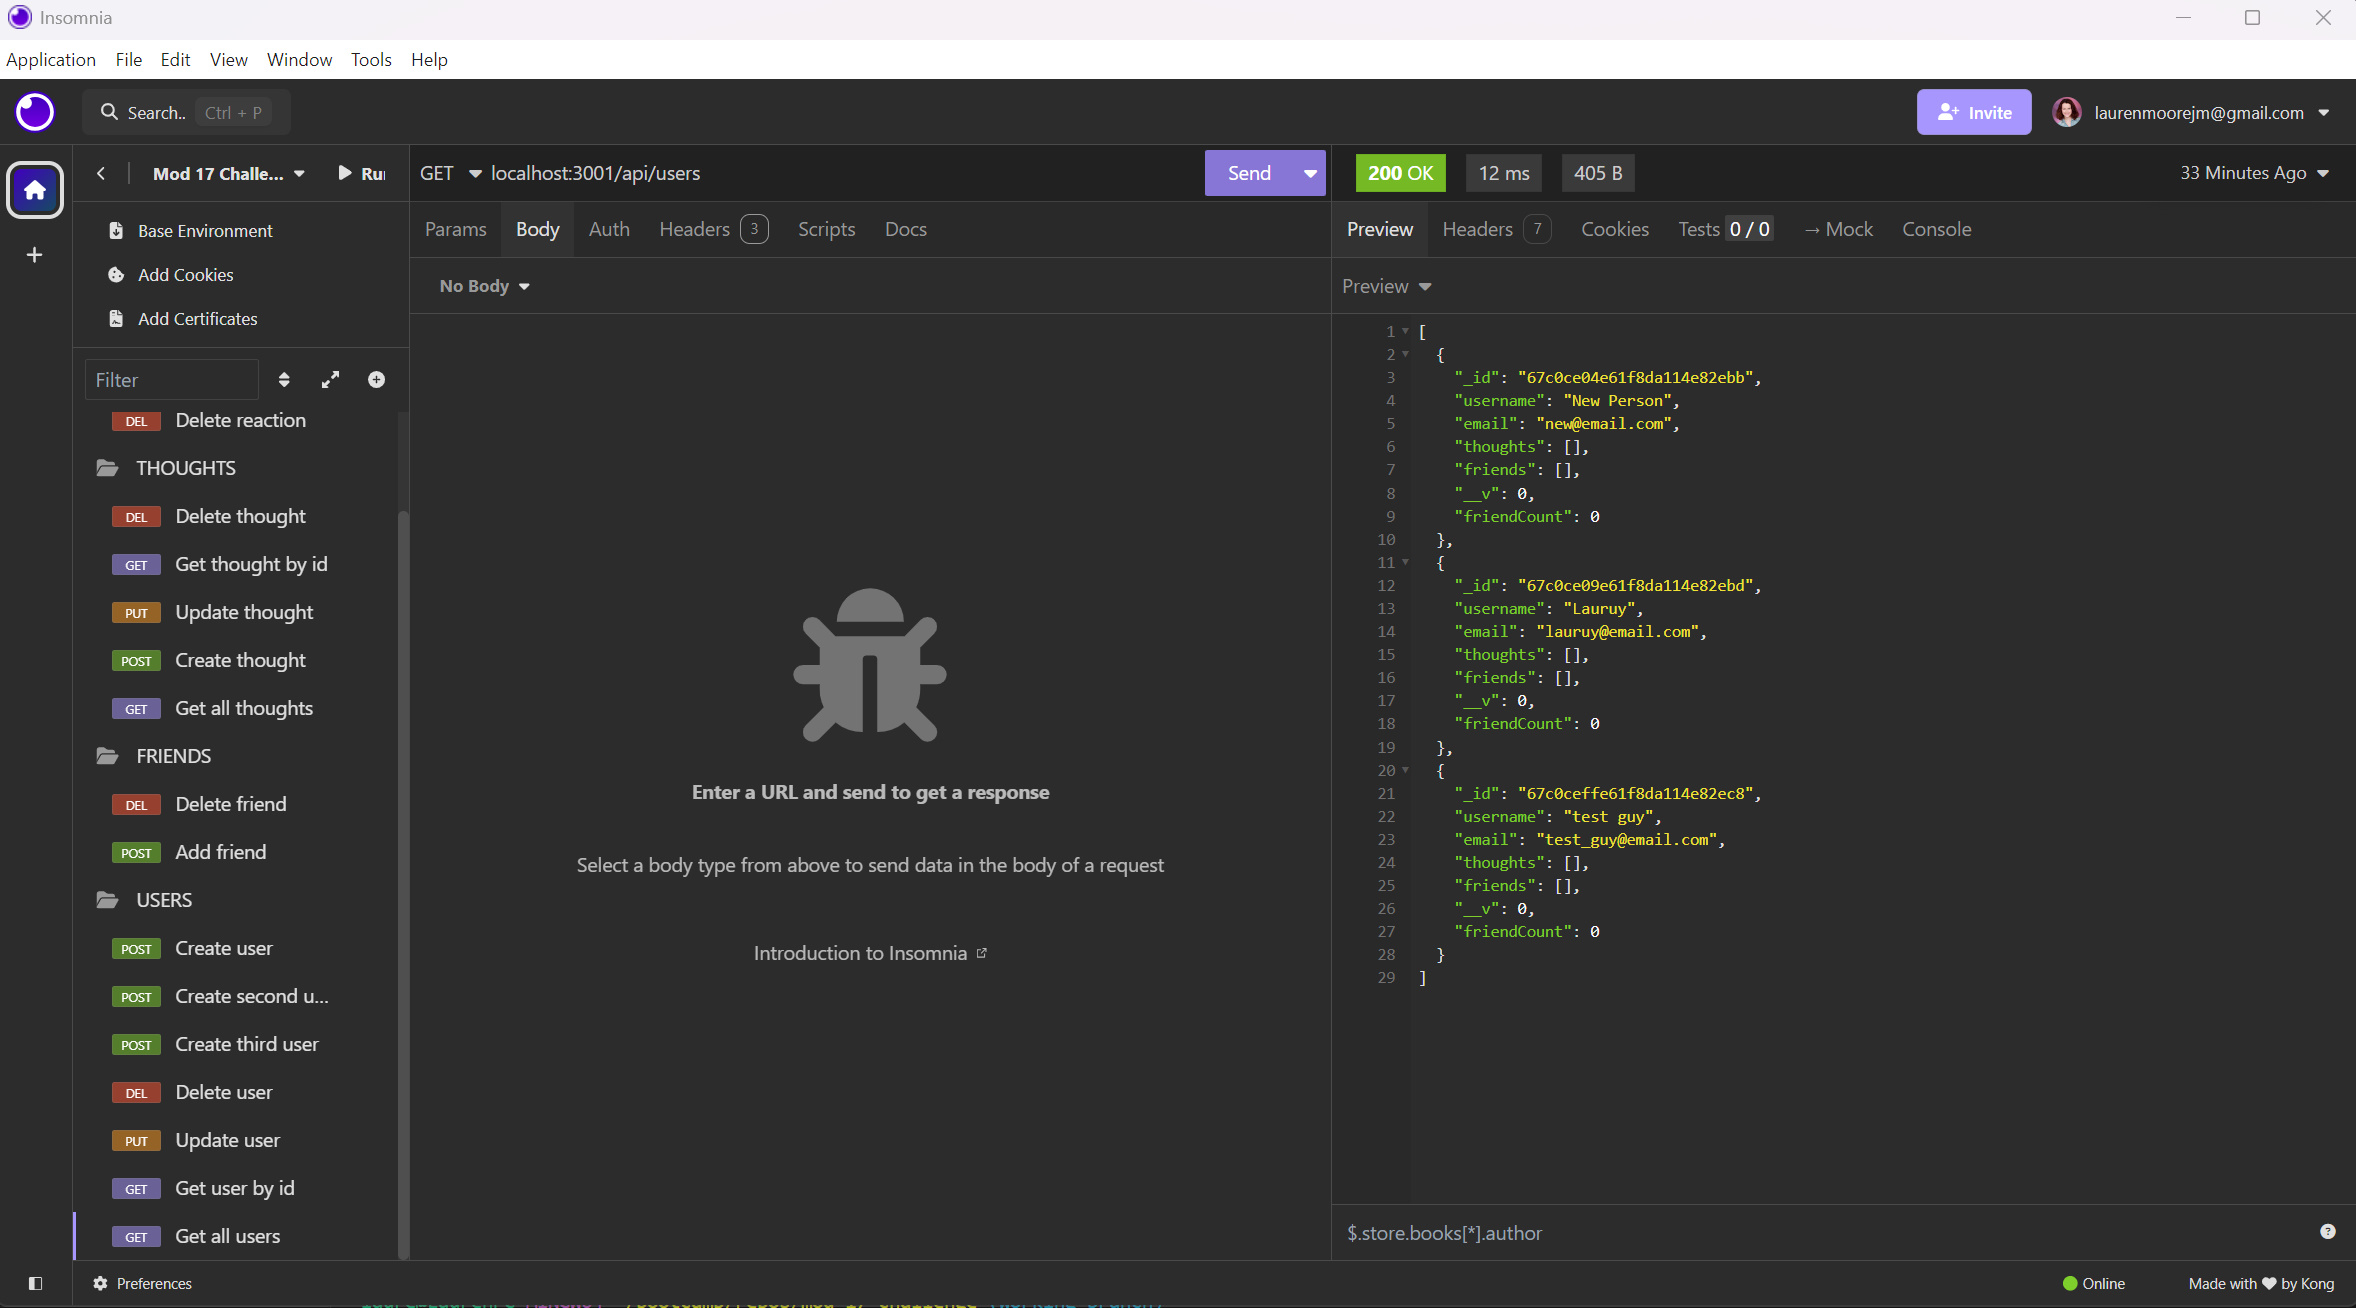 Insomnia
Application File Edit View Window Tools Help
Search.. Ctrl + P
Invite laurenmoorejm@gmail.com
Mod 17 Challe... Ru
GET localhost:3001/api/users Send
200 OK 12 ms 405 B 33 Minutes Ago
Base Environment
Add Cookies
Add Certificates
Filter
DEL Delete reaction
THOUGHTS
DEL Delete thought
GET Get thought by id
PUT Update thought
POST Create thought
GET Get all thoughts
FRIENDS
DEL Delete friend
POST Add friend
USERS
POST Create user
POST Create second u...
POST Create third user
DEL Delete user
PUT Update user
GET Get user by id
GET Get all users
Params Body Auth Headers 3 Scripts Docs
No Body
Enter a URL and send to get a response
Select a body type from above to send data in the body of a request
Introduction to Insomnia
Preview Headers 7 Cookies Tests 0 / 0 → Mock Console
Preview
1 [
2 {
3 "_id": "67c0ce04e61f8da114e82ebb",
4 "username": "New Person",
5 "email": "new@email.com",
6 "thoughts": [],
7 "friends": [],
8 "__v": 0,
9 "friendCount": 0
10 },
11 {
12 "_id": "67c0ce09e61f8da114e82ebd",
13 "username": "Lauruy",
14 "email": "lauruy@email.com",
15 "thoughts": [],
16 "friends": [],
17 "__v": 0,
18 "friendCount": 0
19 },
20 {
21 "_id": "67c0ceffe61f8da114e82ec8",
22 "username": "test guy",
23 "email": "test_guy@email.com",
24 "thoughts": [],
25 "friends": [],
26 "__v": 0,
27 "friendCount": 0
28 }
29 ]
$.store.books[*].author
Preferences
Online Made with ♥ by Kong